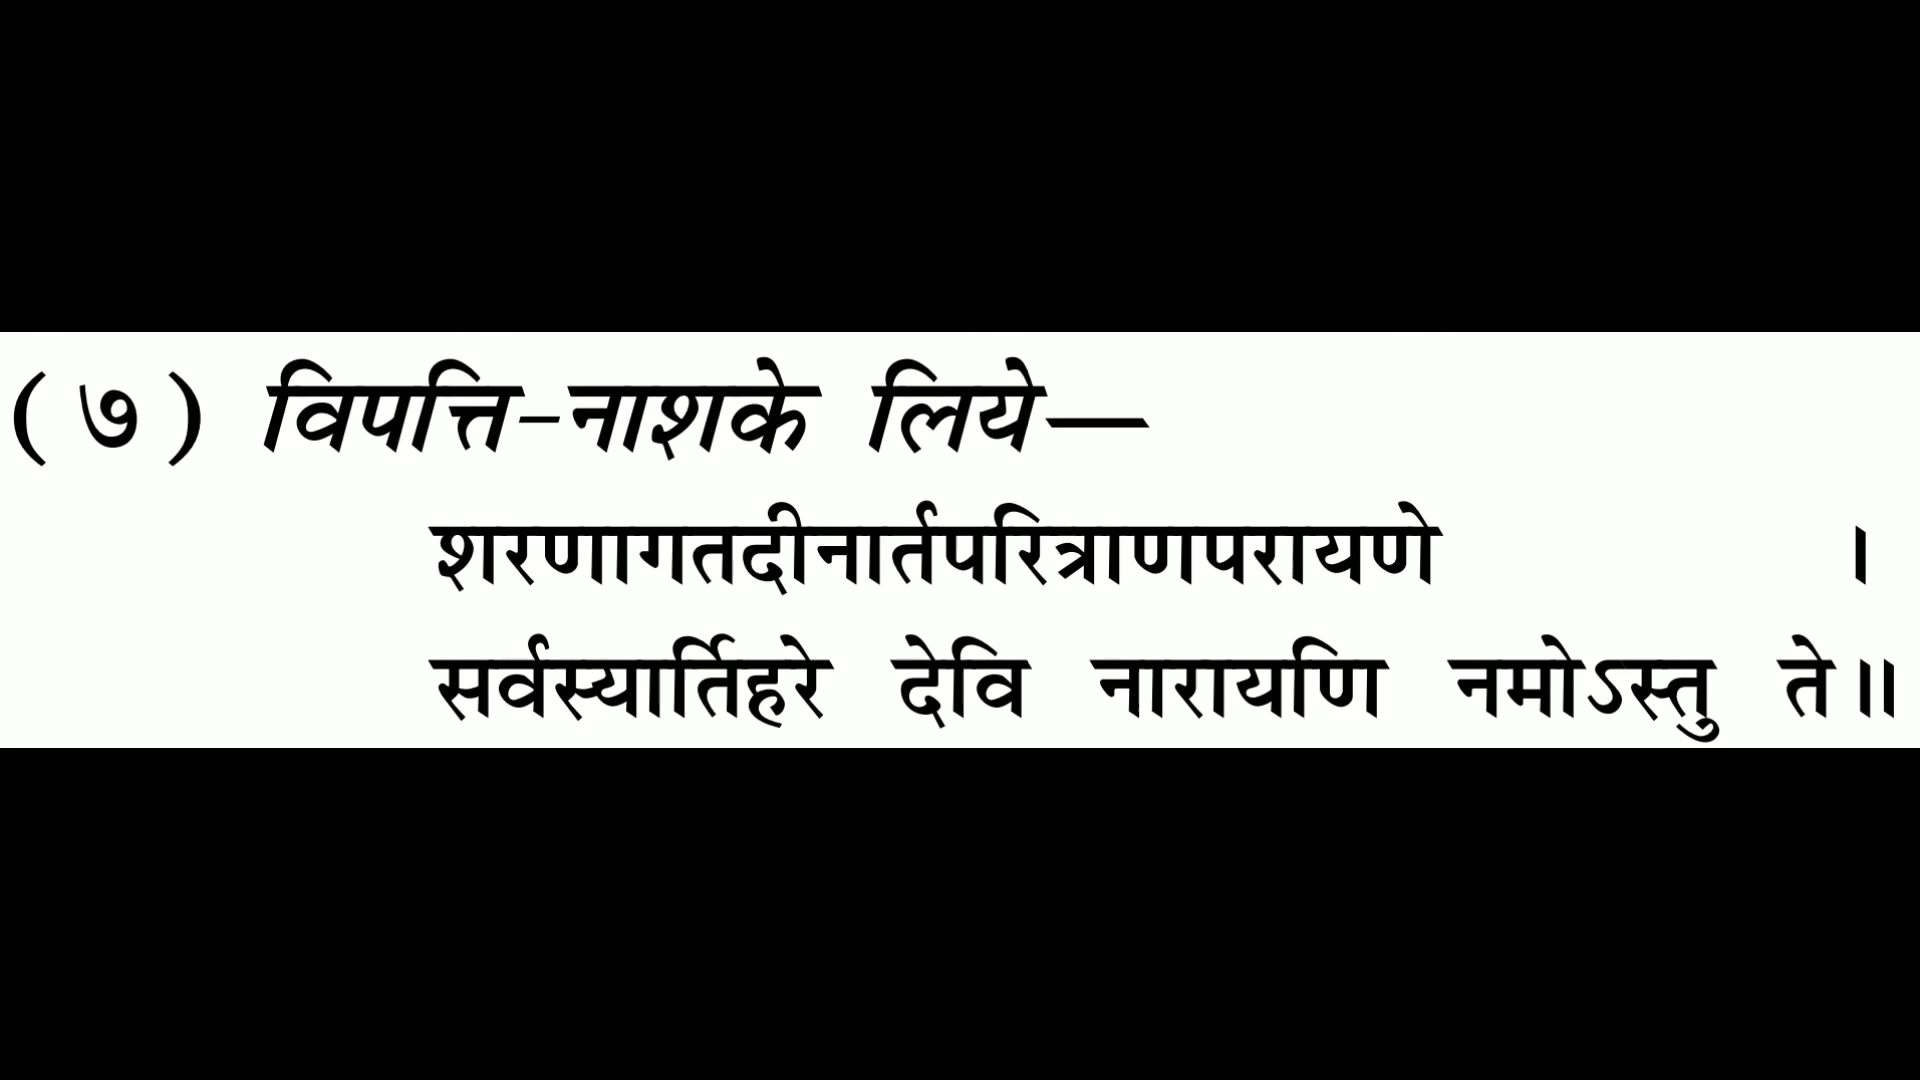 (७) विपत्ति-नाशके लिये—
शरणागतदीनार्तपरित्राणपरायणे ।
सर्वस्यार्तिहरे देवि नारायणि नमोऽस्तु ते॥